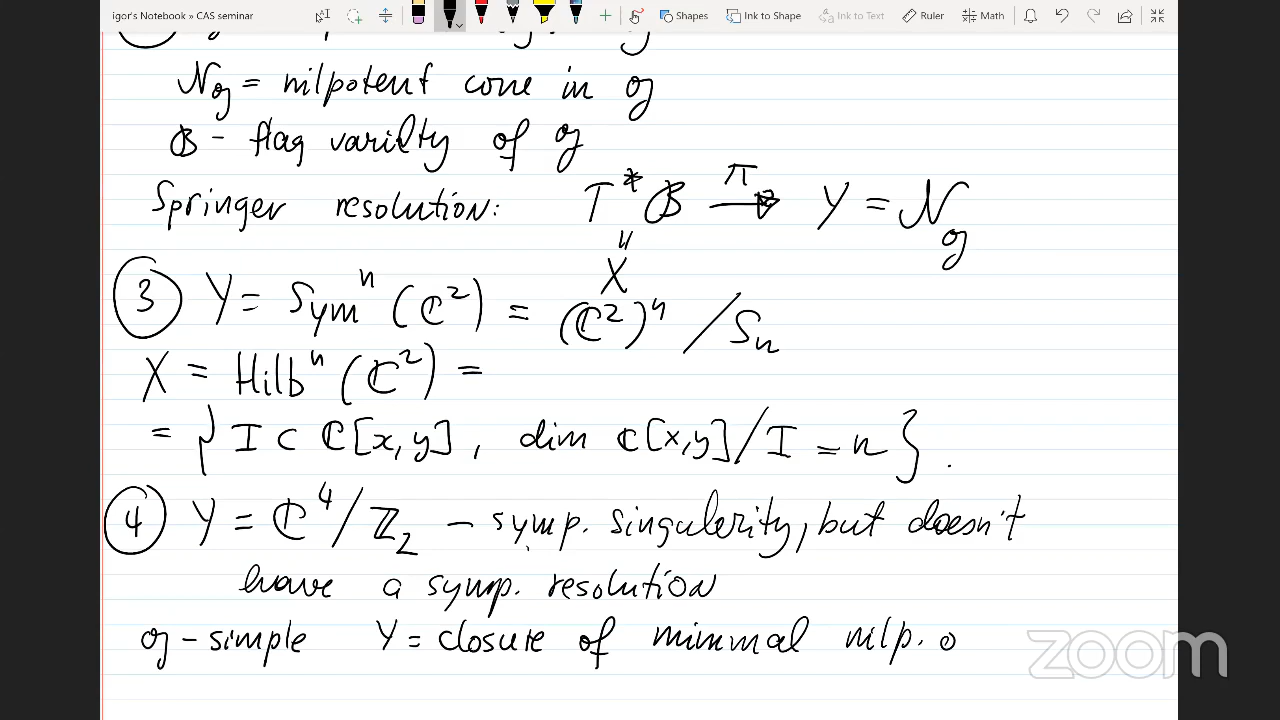 igor's Notebook » CAS seminar
Shapes Ink to Shape Ink to Text Ruler Math
N_g = nilpotent cone in g
B - flag variety of g
Springer resolution: T*B →π Y = N_g
"
X
③ Y = Symⁿ(ℂ²) = (ℂ²)ⁿ / Sₙ
X = Hilbⁿ(ℂ²) =
= { I ⊂ ℂ[x,y], dim ℂ[x,y]/I = n }.
④ Y = ℂ⁴/ℤ₂ – symp. singularity, but doesn't
have a symp. resolution
g - simple Y = closure of minimal nilp. o
zoom